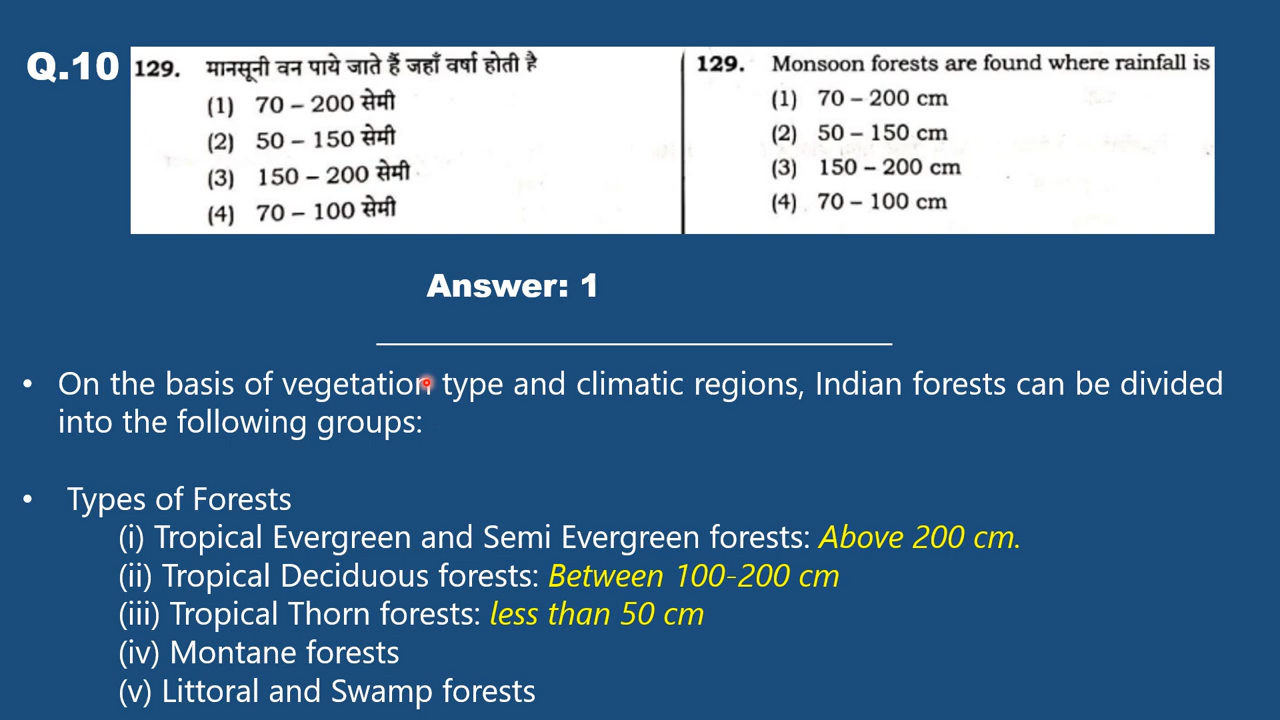 Q.10
129. मानसूनी वन पाये जाते हैं जहाँ वर्षा होती है
(1) 70 – 200 सेमी
(2) 50 – 150 सेमी
(3) 150 – 200 सेमी
(4) 70 – 100 सेमी
129. Monsoon forests are found where rainfall is
(1) 70 – 200 cm
(2) 50 – 150 cm
(3) 150 – 200 cm
(4) 70 – 100 cm
Answer: 1
• On the basis of vegetation type and climatic regions, Indian forests can be divided
into the following groups:
• Types of Forests
(i) Tropical Evergreen and Semi Evergreen forests: Above 200 cm.
(ii) Tropical Deciduous forests: Between 100-200 cm
(iii) Tropical Thorn forests: less than 50 cm
(iv) Montane forests
(v) Littoral and Swamp forests